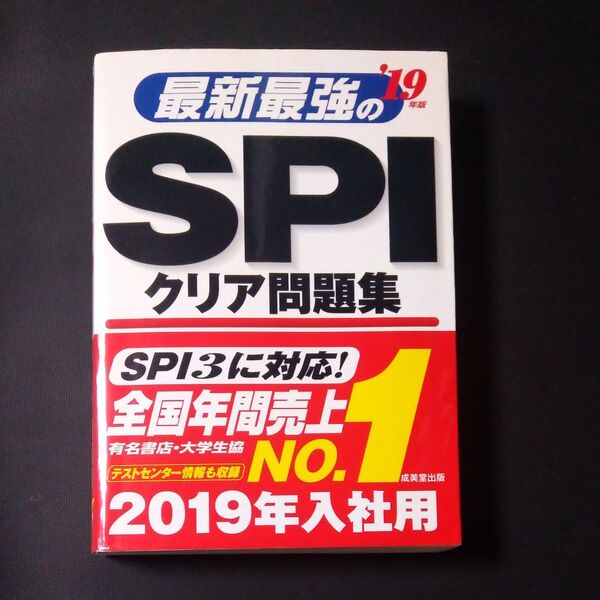 最新最強の
'19年版
SPI
クリア問題集
SPI3に対応!
全国年間売上
有名書店・大学生協
NO.1
テストセンター情報も収録
成美堂出版
2019年入社用